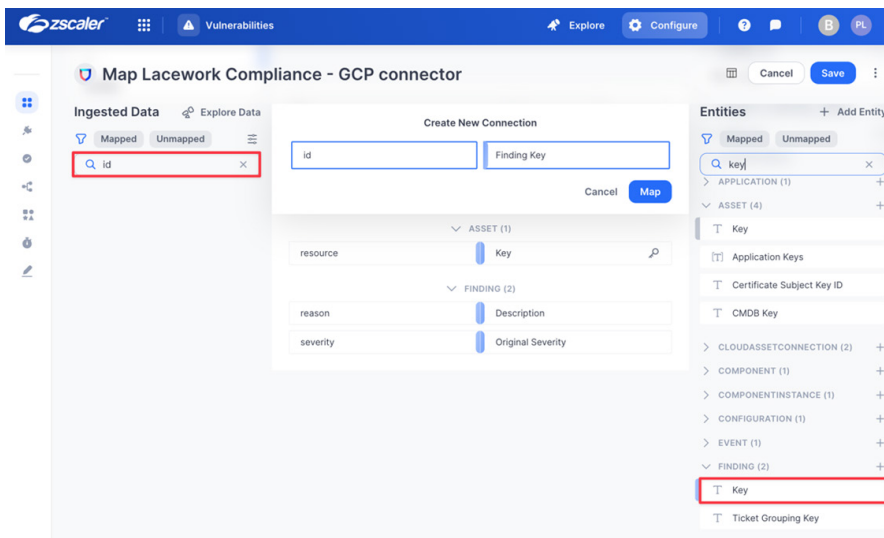 zscaler
Vulnerabilities
Explore
Configure
?
B
PL
Map Lacework Compliance - GCP connector
Cancel
Save
Ingested Data
Explore Data
Mapped
Unmapped
id
Create New Connection
id
Finding Key
Cancel
Map
ASSET (1)
resource
Key
FINDING (2)
reason
Description
severity
Original Severity
Entities
+ Add Entity
Mapped
Unmapped
key
APPLICATION (1)
ASSET (4)
T Key
[T] Application Keys
T Certificate Subject Key ID
T CMDB Key
CLOUDASSETCONNECTION (2)
COMPONENT (1)
COMPONENTINSTANCE (1)
CONFIGURATION (1)
EVENT (1)
FINDING (2)
T Key
T Ticket Grouping Key